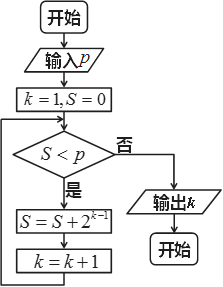 开始
输入p
k=1,S=0
S<p
否
是
S=S+2^{k-1}
输出k
k=k+1
开始